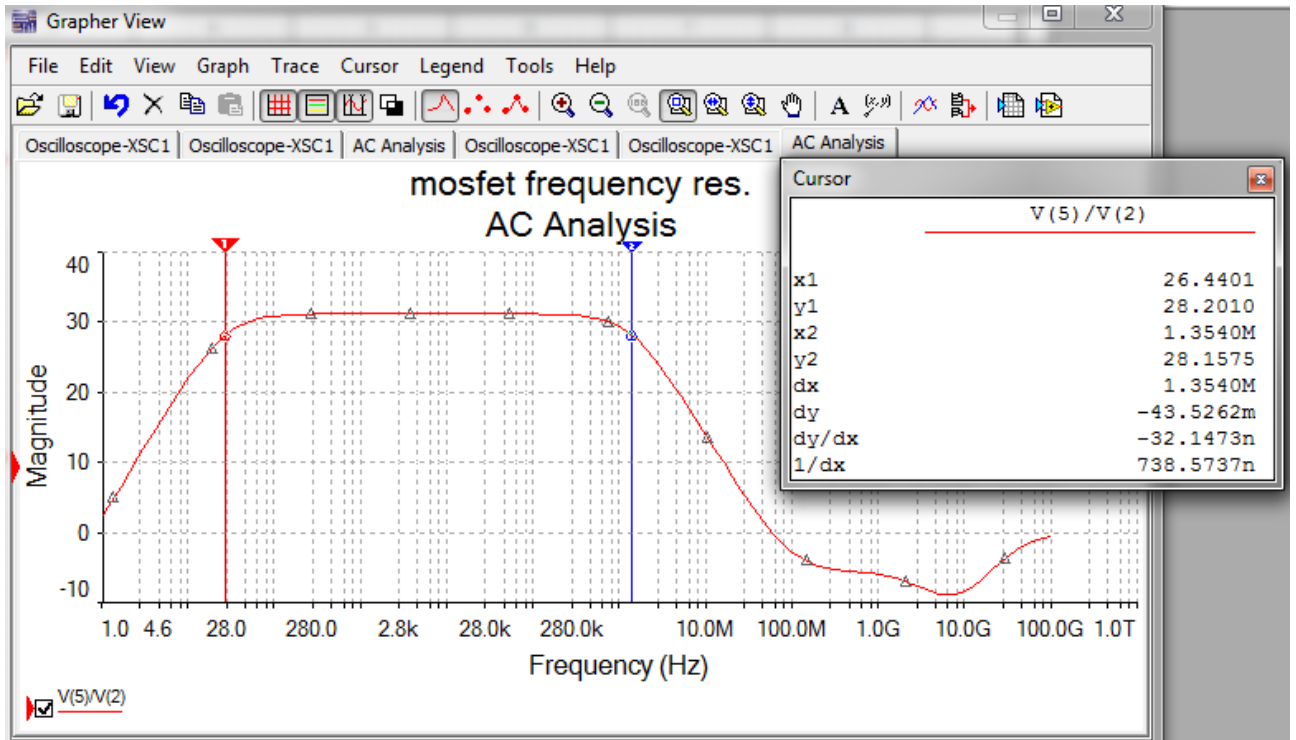 Grapher View
File Edit View Graph Trace Cursor Legend Tools Help
Oscilloscope-XSC1 Oscilloscope-XSC1 AC Analysis Oscilloscope-XSC1 Oscilloscope-XSC1 AC Analysis
mosfet frequency res.
AC Analysis
Cursor
V(5)/V(2)
x1 26.4401
y1 28.2010
x2 1.3540M
y2 28.1575
dx 1.3540M
dy -43.5262m
dy/dx -32.1473n
1/dx 738.5737n
1 2
Magnitude
40
30
20
10
0
-10
1.0 4.6 28.0 280.0 2.8k 28.0k 280.0k 10.0M 100.0M 1.0G 10.0G 100.0G 1.0T
Frequency (Hz)
V(5)/V(2)